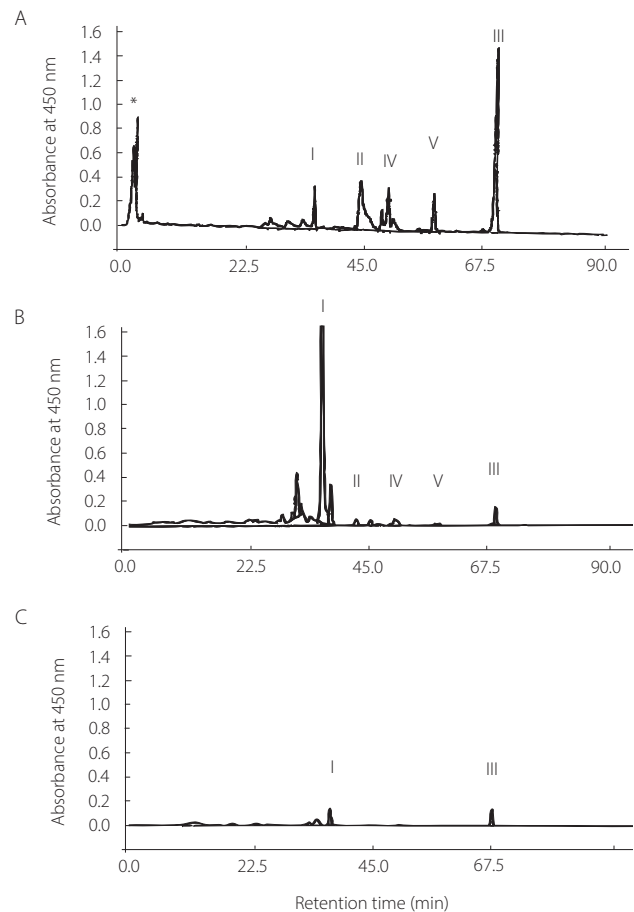 A
Absorbance at 450 nm
1.6
1.4
1.2
1.0
0.8
0.6
0.4
0.2
0.0
*
I
II
IV
V
III
0.0 22.5 45.0 67.5 90.0
B
Absorbance at 450 nm
1.6
1.4
1.2
1.0
0.8
0.6
0.4
0.2
0.0
I
II
IV
V
III
0.0 22.5 45.0 67.5 90.0
C
Absorbance at 450 nm
1.6
1.4
1.2
1.0
0.8
0.6
0.4
0.2
0.0
I
III
0.0 22.5 45.0 67.5
Retention time (min)